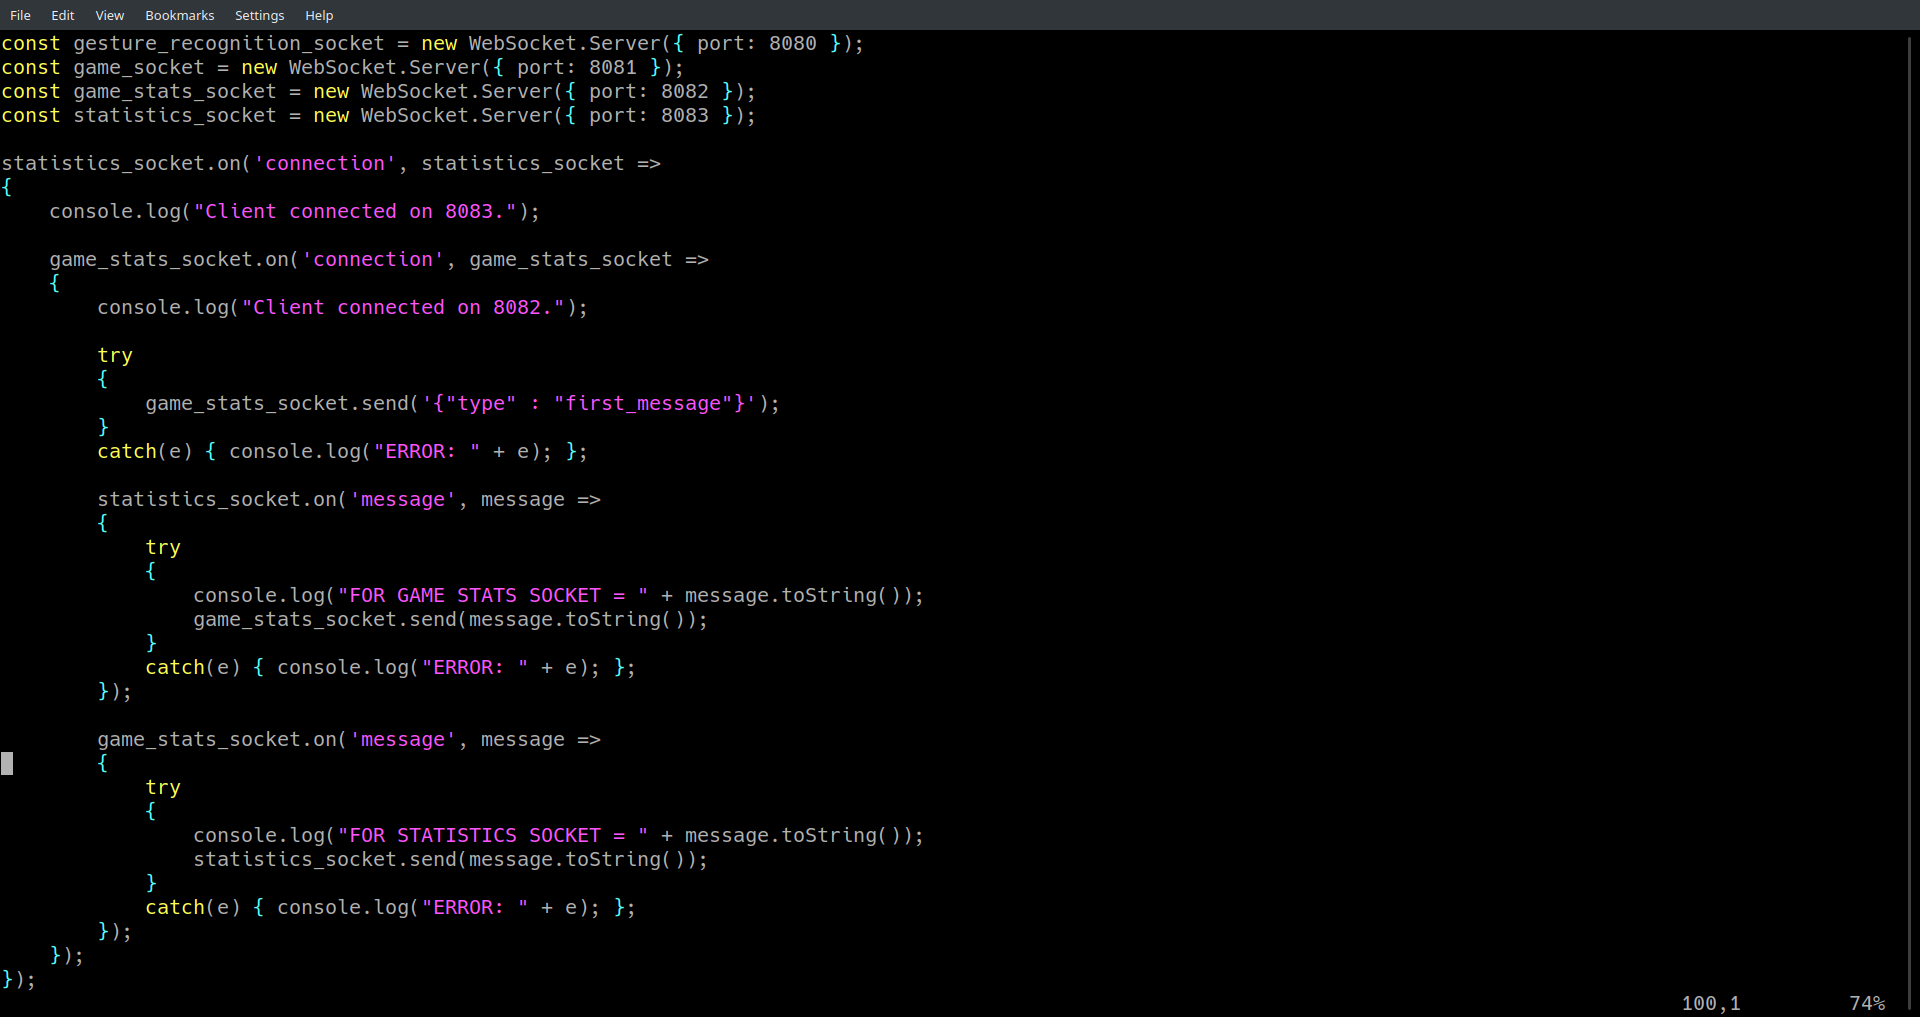 File Edit View Bookmarks Settings Help
const gesture_recognition_socket = new WebSocket.Server({ port: 8080 });
const game_socket = new WebSocket.Server({ port: 8081 });
const game_stats_socket = new WebSocket.Server({ port: 8082 });
const statistics_socket = new WebSocket.Server({ port: 8083 });

statistics_socket.on('connection', statistics_socket =>
{
    console.log("Client connected on 8083.");

    game_stats_socket.on('connection', game_stats_socket =>
    {
        console.log("Client connected on 8082.");

        try
        {
            game_stats_socket.send('{"type" : "first_message"}');
        }
        catch(e) { console.log("ERROR: " + e); };

        statistics_socket.on('message', message =>
        {
            try
            {
                console.log("FOR GAME STATS SOCKET = " + message.toString());
                game_stats_socket.send(message.toString());
            }
            catch(e) { console.log("ERROR: " + e); };
        });

        game_stats_socket.on('message', message =>
        {
            try
            {
                console.log("FOR STATISTICS SOCKET = " + message.toString());
                statistics_socket.send(message.toString());
            }
            catch(e) { console.log("ERROR: " + e); };
        });
    });
});
100,1 74%